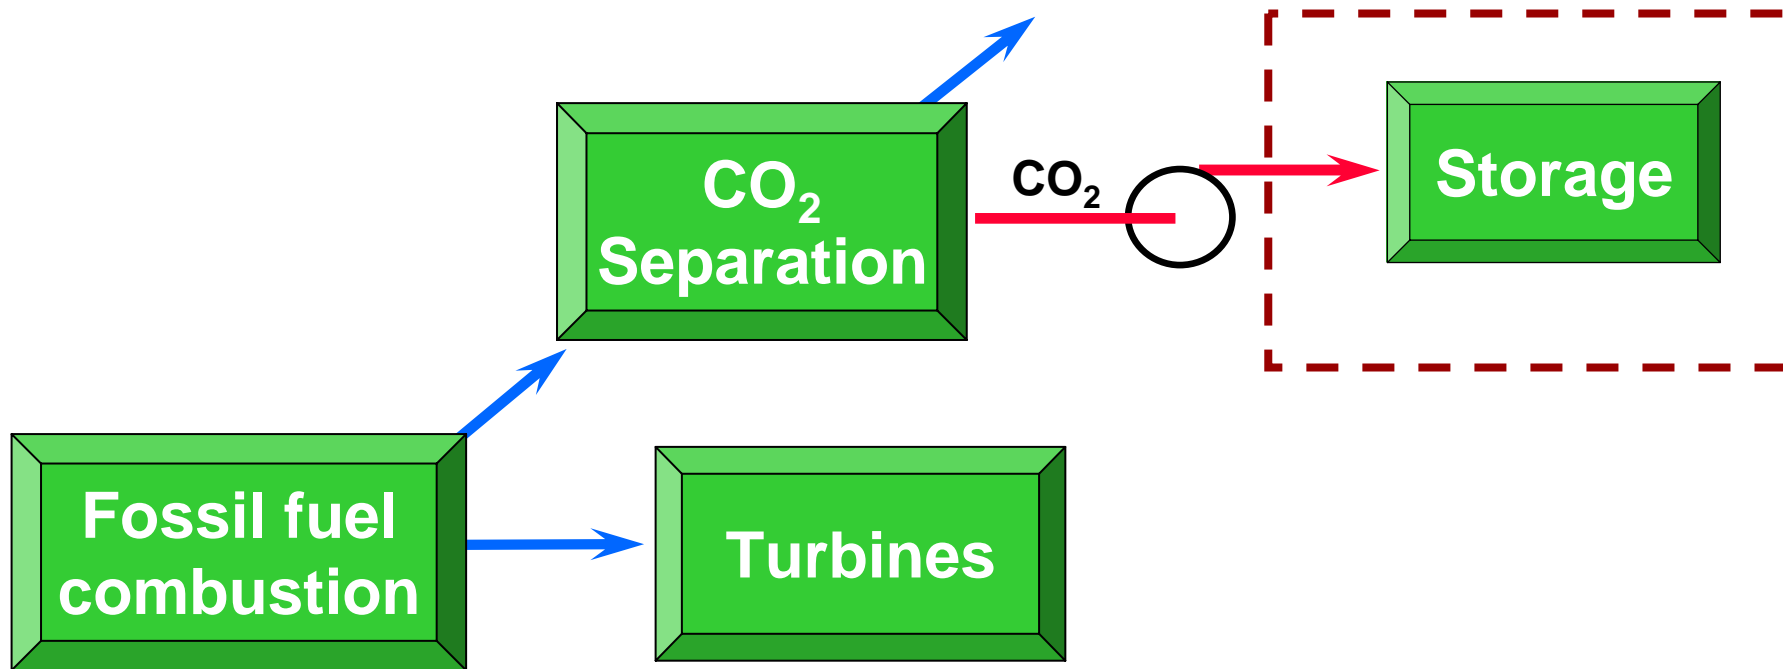 CO₂
Separation
CO₂
Storage
Fossil fuel
combustion
Turbines